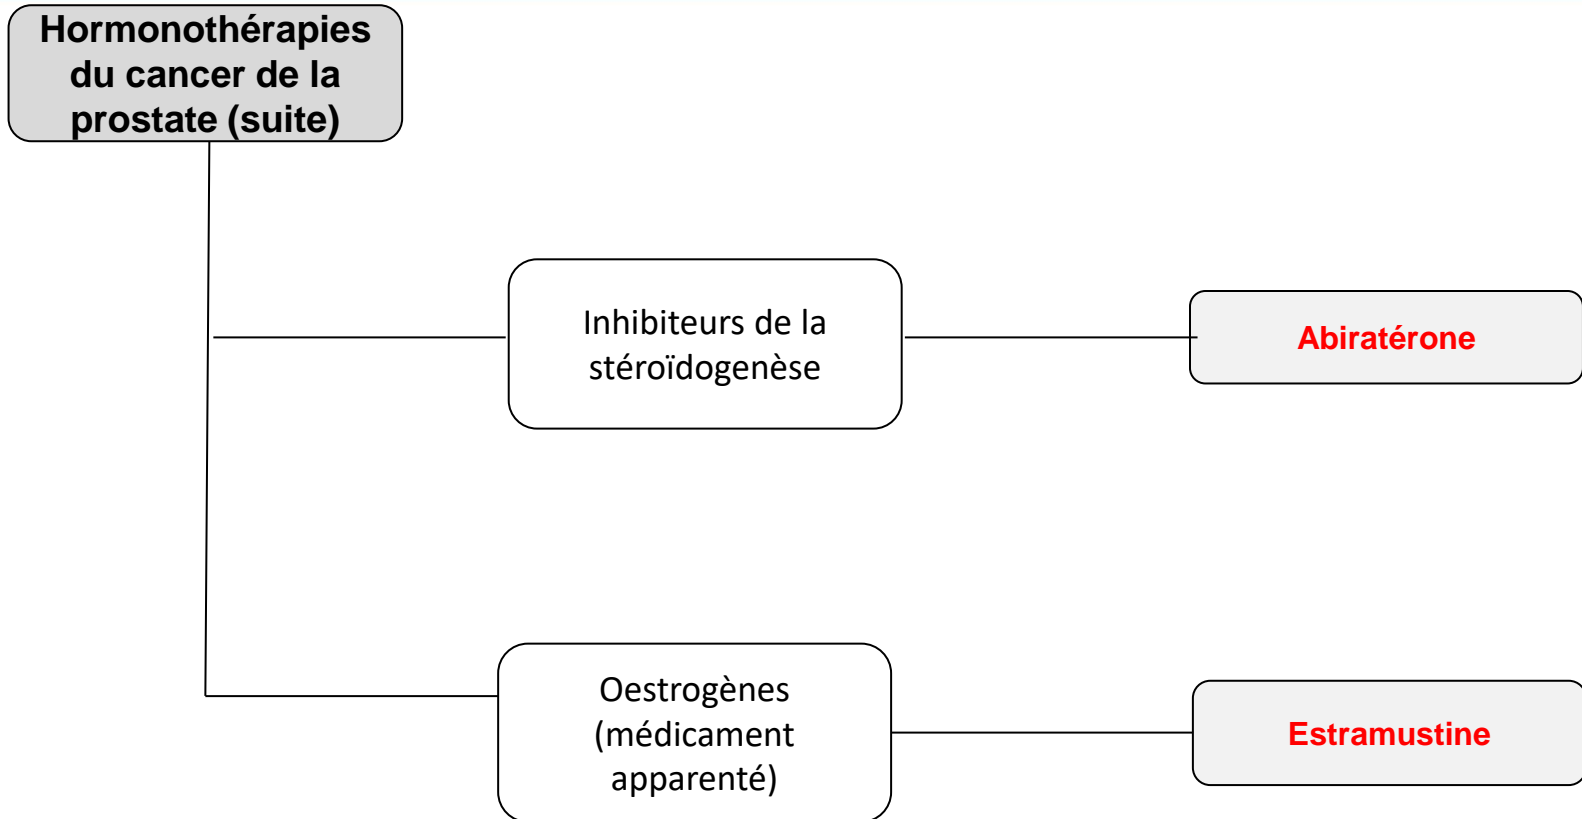 Hormonothérapies
du cancer de la
prostate (suite)
Inhibiteurs de la
stéroïdogenèse
Abiratérone
Oestrogènes
(médicament
apparenté)
Estramustine